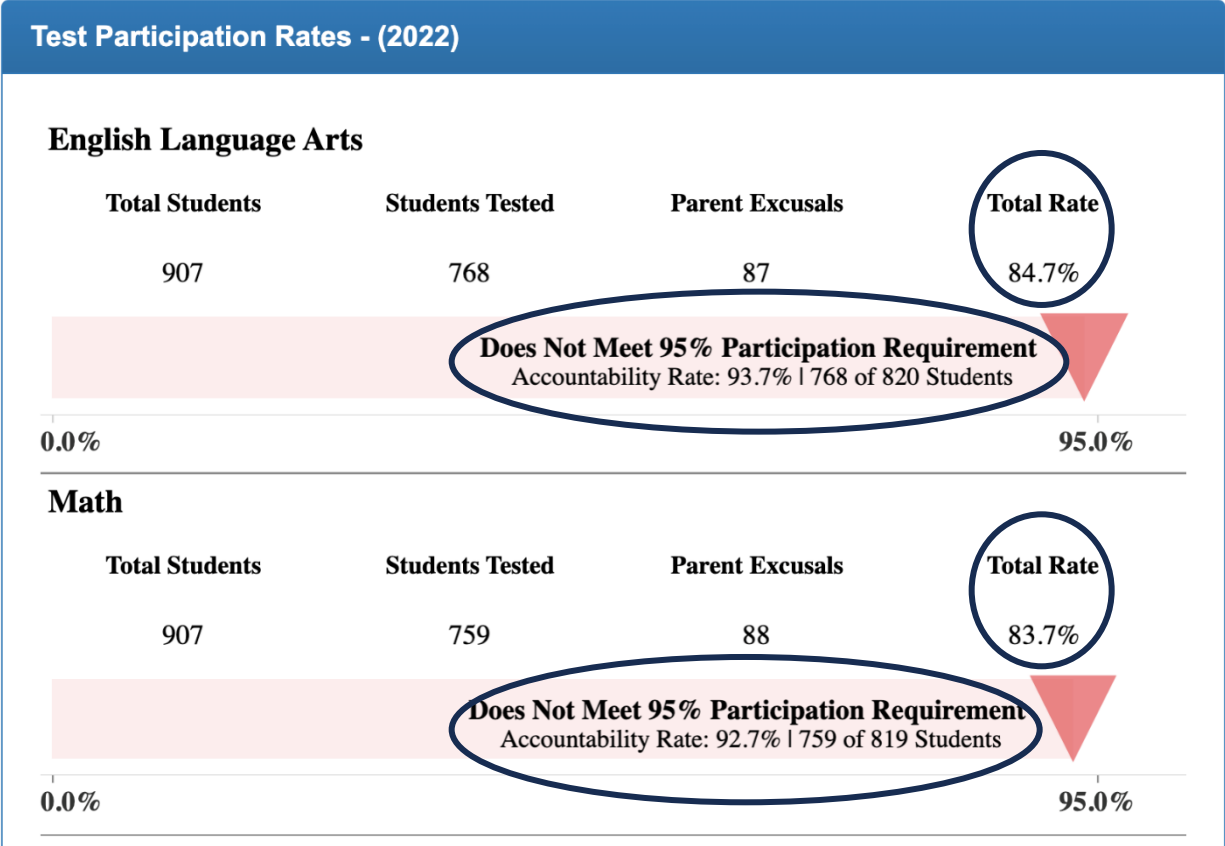 Test Participation Rates - (2022)
English Language Arts
Total Students Students Tested Parent Excusals Total Rate
907 768 87 84.7%
Does Not Meet 95% Participation Requirement
Accountability Rate: 93.7% | 768 of 820 Students
0.0% 95.0%
Math
Total Students Students Tested Parent Excusals Total Rate
907 759 88 83.7%
Does Not Meet 95% Participation Requirement
Accountability Rate: 92.7% | 759 of 819 Students
0.0% 95.0%